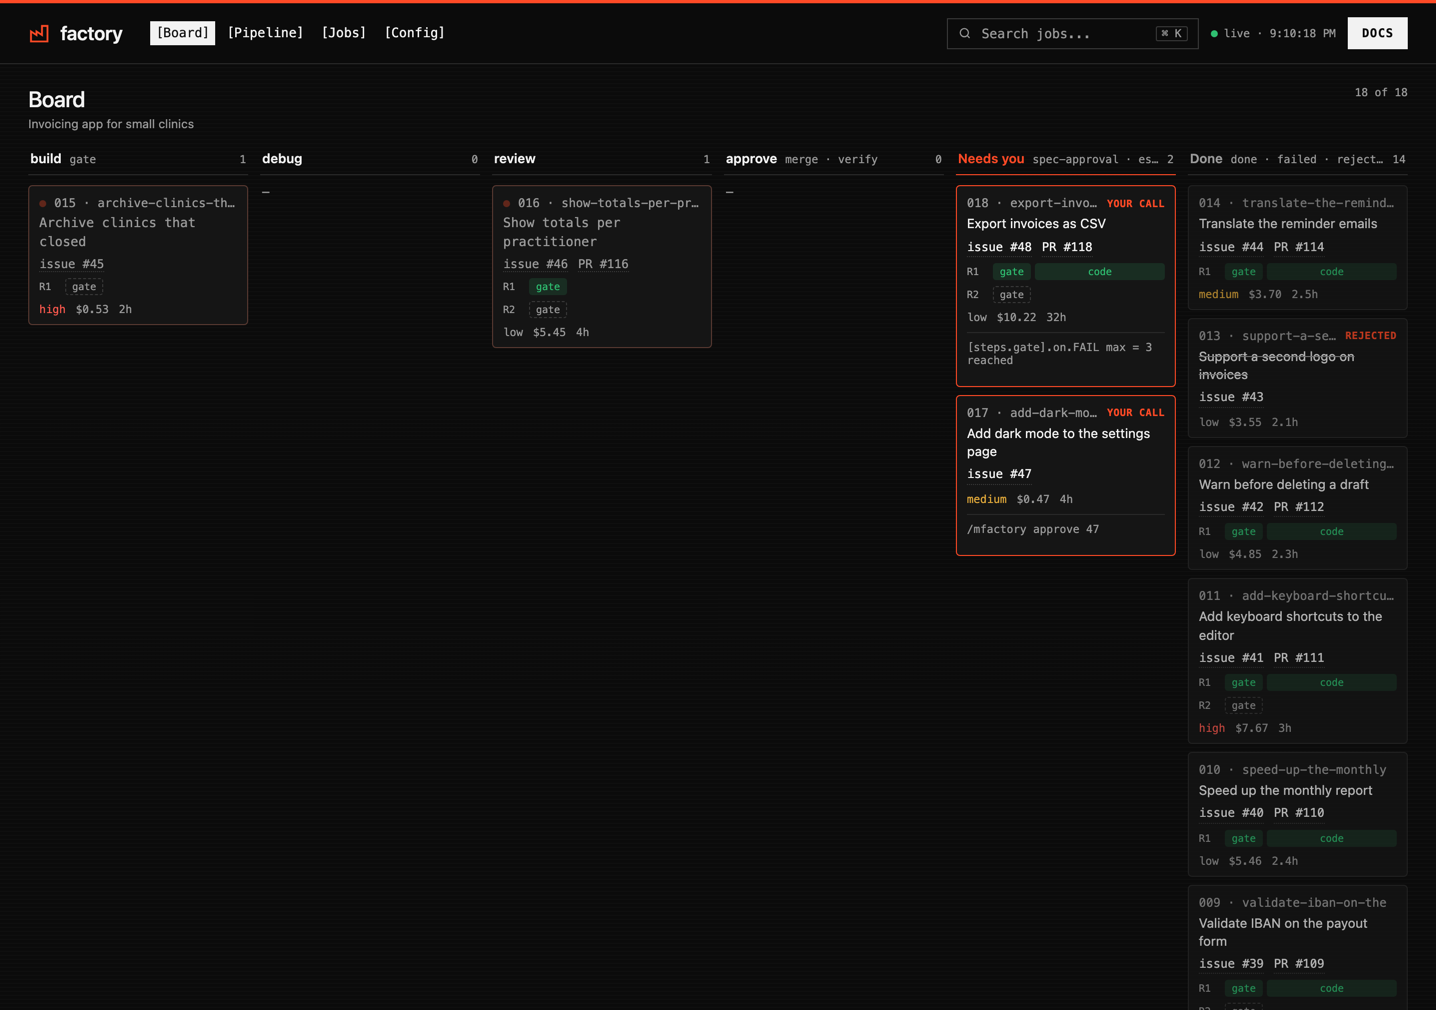 factory
[Board] [Pipeline] [Jobs] [Config]
Search jobs... ⌘ K
live · 9:10:18 PM
DOCS
Board
18 of 18
Invoicing app for small clinics
build gate 1
015 · archive-clinics-th…
Archive clinics that
closed
issue #45
R1 gate
high $0.53 2h
debug 0
—
review 1
016 · show-totals-per-pr…
Show totals per
practitioner
issue #46 PR #116
R1 gate
R2 gate
low $5.45 4h
approve merge · verify 0
—
Needs you spec-approval · es… 2
018 · export-invo… YOUR CALL
Export invoices as CSV
issue #48 PR #118
R1 gate code
R2 gate
low $10.22 32h
[steps.gate].on.FAIL max = 3
reached
017 · add-dark-mo… YOUR CALL
Add dark mode to the settings
page
issue #47
medium $0.47 4h
/mfactory approve 47
Done done · failed · reject… 14
014 · translate-the-remind…
Translate the reminder emails
issue #44 PR #114
R1 gate code
medium $3.70 2.5h
013 · support-a-se… REJECTED
Support a second logo on
invoices
issue #43
low $3.55 2.1h
012 · warn-before-deleting…
Warn before deleting a draft
issue #42 PR #112
R1 gate code
low $4.85 2.3h
011 · add-keyboard-shortcu…
Add keyboard shortcuts to the
editor
issue #41 PR #111
R1 gate code
R2 gate
high $7.67 3h
010 · speed-up-the-monthly
Speed up the monthly report
issue #40 PR #110
R1 gate code
low $5.46 2.4h
009 · validate-iban-on-the
Validate IBAN on the payout
form
issue #39 PR #109
R1 gate code